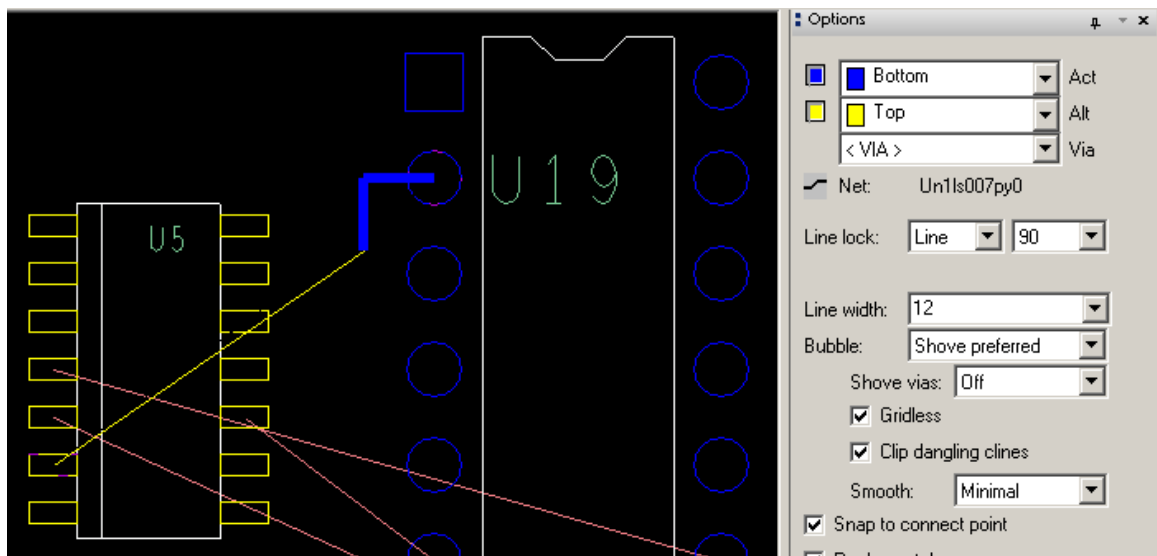 Options
Bottom Act
Top Alt
< VIA > Via
Net: Un1ls007py0
Line lock: Line 90
Line width: 12
Bubble: Shove preferred
Shove vias: Off
Gridless
Clip dangling clines
Smooth: Minimal
Snap to connect point
U19
U5